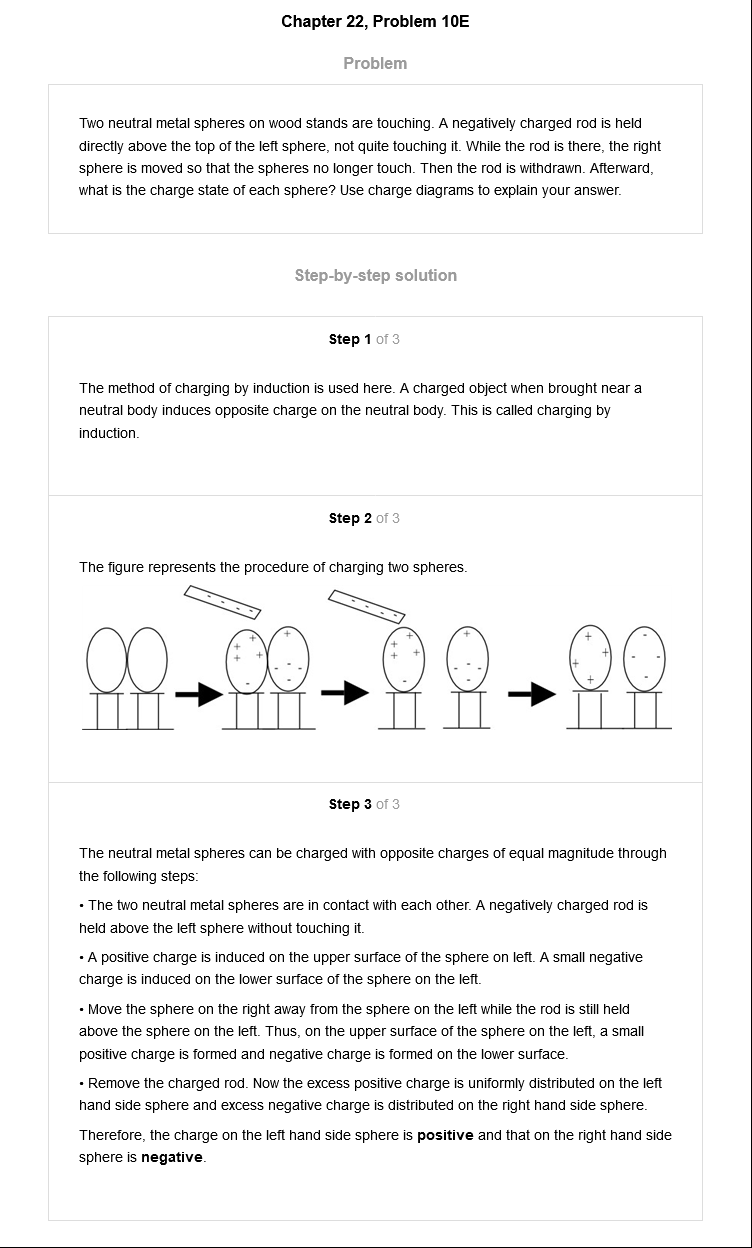 Chapter 22, Problem 10E
Problem
Two neutral metal spheres on wood stands are touching. A negatively charged rod is held
directly above the top of the left sphere, not quite touching it. While the rod is there, the right
sphere is moved so that the spheres no longer touch. Then the rod is withdrawn. Afterward,
what is the charge state of each sphere? Use charge diagrams to explain your answer.
Step-by-step solution
Step 1 of 3
The method of charging by induction is used here. A charged object when brought near a
neutral body induces opposite charge on the neutral body. This is called charging by
induction.
Step 2 of 3
The figure represents the procedure of charging two spheres.
Step 3 of 3
The neutral metal spheres can be charged with opposite charges of equal magnitude through
the following steps:
• The two neutral metal spheres are in contact with each other. A negatively charged rod is
held above the left sphere without touching it.
• A positive charge is induced on the upper surface of the sphere on left. A small negative
charge is induced on the lower surface of the sphere on the left.
• Move the sphere on the right away from the sphere on the left while the rod is still held
above the sphere on the left. Thus, on the upper surface of the sphere on the left, a small
positive charge is formed and negative charge is formed on the lower surface.
• Remove the charged rod. Now the excess positive charge is uniformly distributed on the left
hand side sphere and excess negative charge is distributed on the right hand side sphere.
Therefore, the charge on the left hand side sphere is positive and that on the right hand side
sphere is negative.